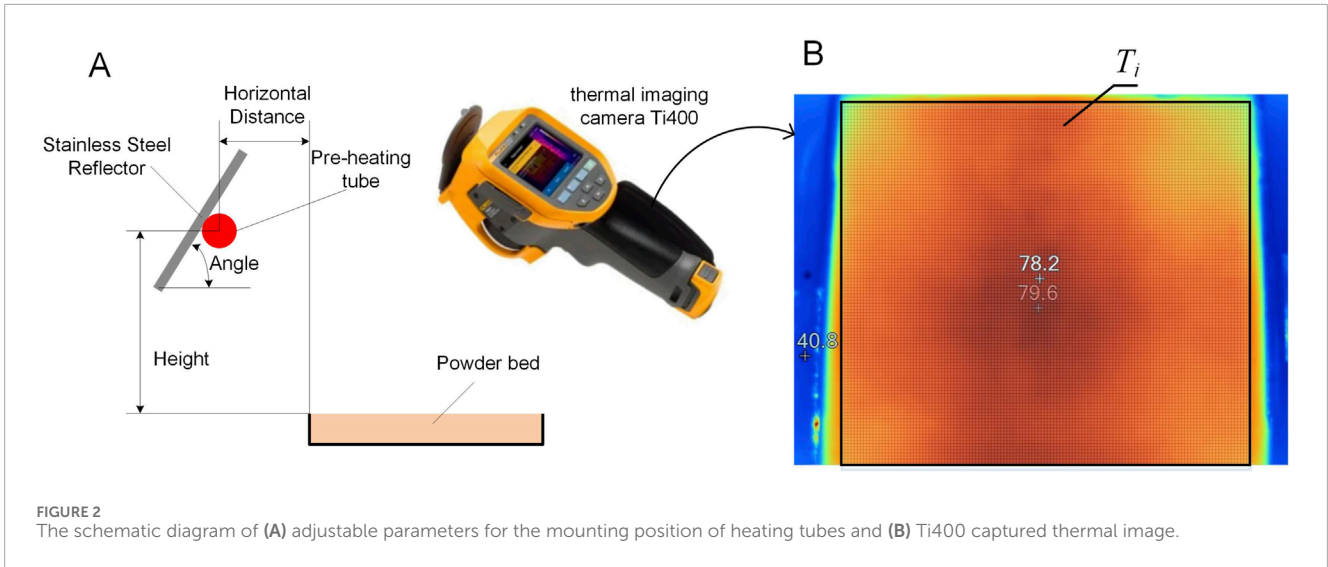 A
Horizontal
Distance
Stainless Steel
Reflector
Pre-heating
tube
Angle
Height
Powder bed
thermal imaging
camera Ti400
B
T_i
78.2
79.6
40.8
FIGURE 2
The schematic diagram of (A) adjustable parameters for the mounting position of heating tubes and (B) Ti400 captured thermal image.